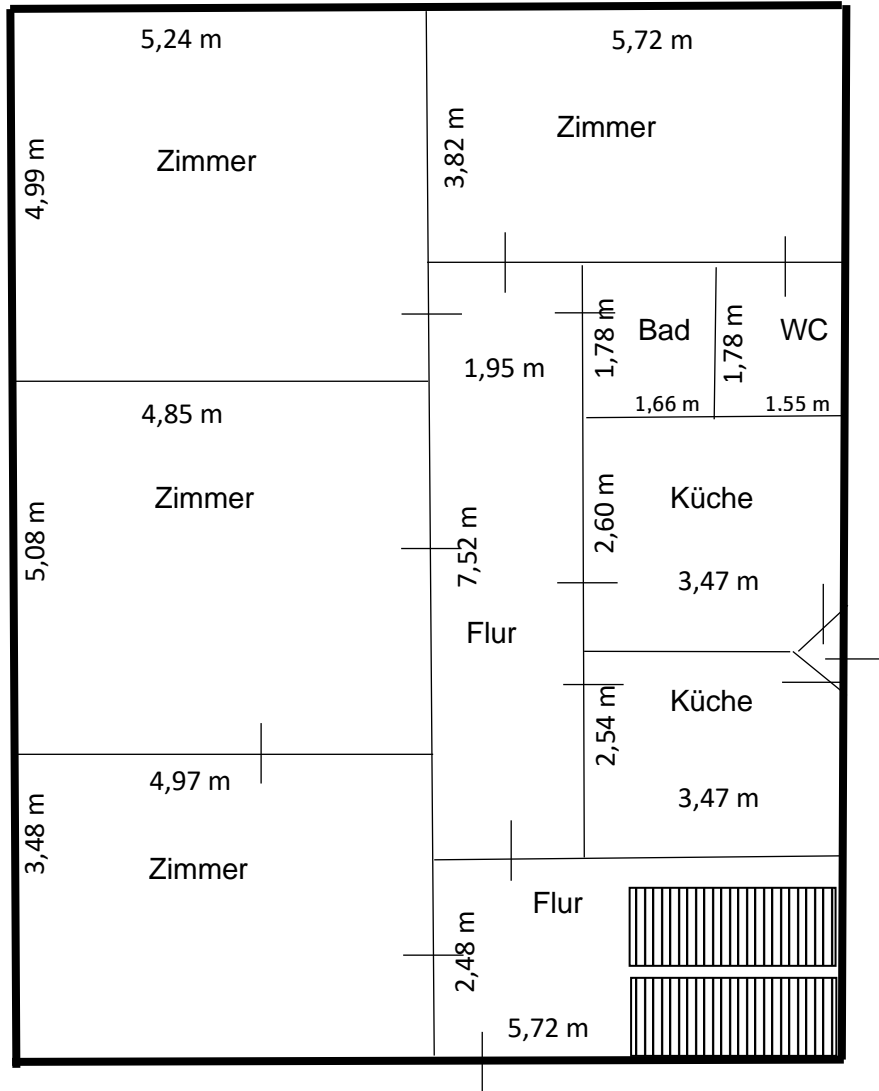 5,24 m
5,72 m
4,99 m
Zimmer
3,82 m
Zimmer
1,95 m
1,78 m
Bad
1,78 m
WC
1,66 m
1.55 m
4,85 m
5,08 m
Zimmer
7,52 m
Flur
2,60 m
Küche
3,47 m
2,54 m
Küche
3,47 m
4,97 m
3,48 m
Zimmer
Flur
2,48 m
5,72 m